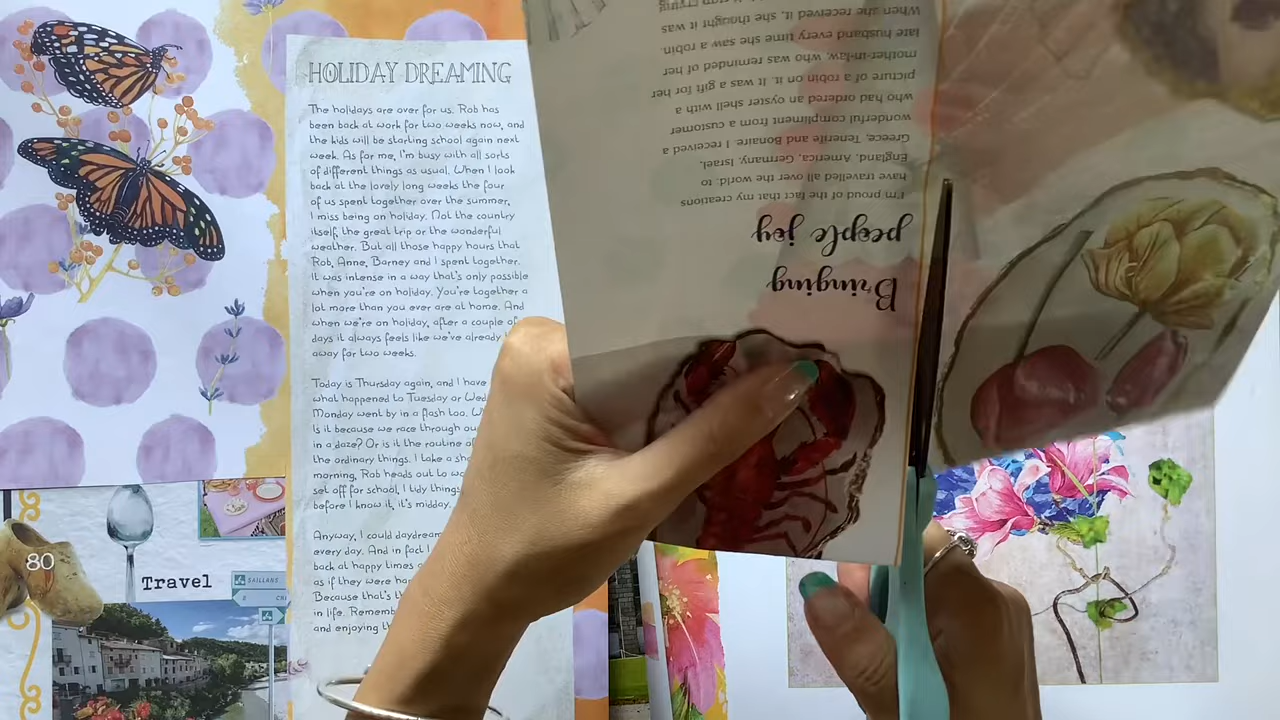 HOLIDAY DREAMING
The holidays are over for us. Rob has
been back at work for two weeks now, and
the kids will be starting school again next
week. As for me, I'm busy with all sorts
of different things as usual. When I look
back at the lovely long weeks the four
of us spent together over the summer,
I miss being on holiday. Not the country
itself, the great trip or the wonderful
weather. But all those happy hours that
Rob, Anne, Barney and I spent together.
It was intense in a way that's only possible
when you're on holiday. You're together a
lot more than you ever are at home. And
when we're on holiday, after a couple of
days it always feels like we've already
away for two weeks.
Today is Thursday again, and I have
what happened to Tuesday or
Monday went by in a flash too.
Is it because we race through
in a daze? Or is it the routine of
the ordinary things. I take a
morning, Rob heads out to
set off for school, I tidy things
before I know it, it's midday.
Anyway, I could daydream
every day. And in fact I
back at happy times
as if they were
Because that's
in life.
and enjoying
Bringing
people joy
I'm proud of the fact that my creations
have travelled all over the world: to
England, America, Germany, Israel,
Greece, Tenerife and Bonaire. I received a
wonderful compliment from a customer
who had ordered an oyster shell with a
picture of a robin on it. It was a gift for her
mother-in-law, who was reminded of her
late husband every time she saw a robin.
When she received it, she thought it was
crying
80
Travel
SAILLANS